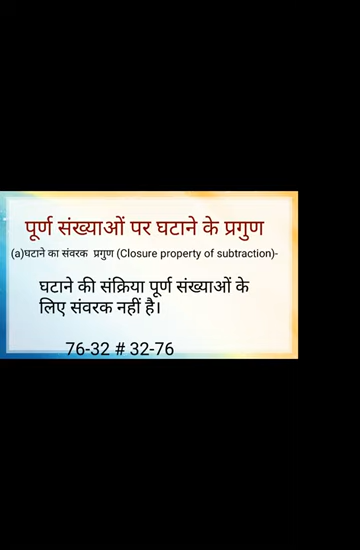 पूर्ण संख्याओं पर घटाने के प्रगुण
(a)घटाने का संवरक प्रगुण (Closure property of subtraction)-
घटाने की संक्रिया पूर्ण संख्याओं के
लिए संवरक नहीं है।
76-32 # 32-76